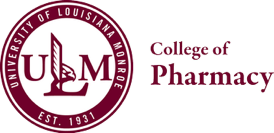 UNIVERSITY OF LOUISIANA MONROE
ULM
EST. 1931
College of
Pharmacy